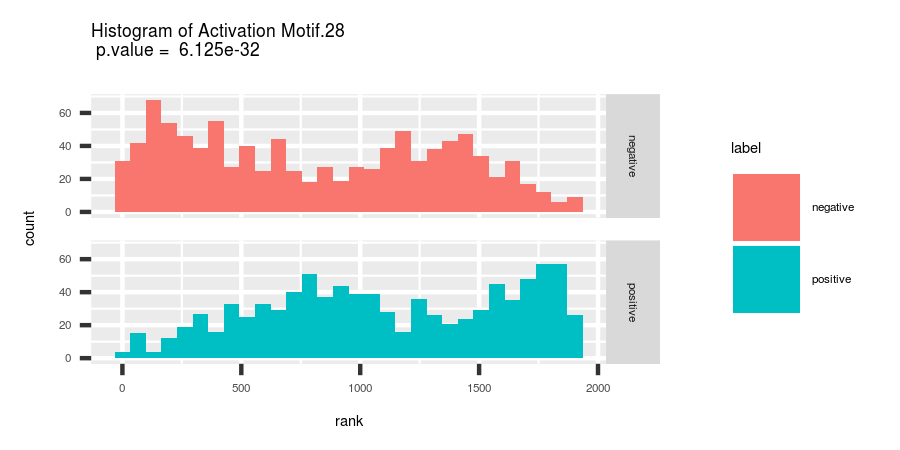 Histogram of Activation Motif.28
p.value = 6.125e-32
60
40
20
0
negative
60
40
20
0
positive
0
500
1000
1500
2000
count
rank
label
negative
positive